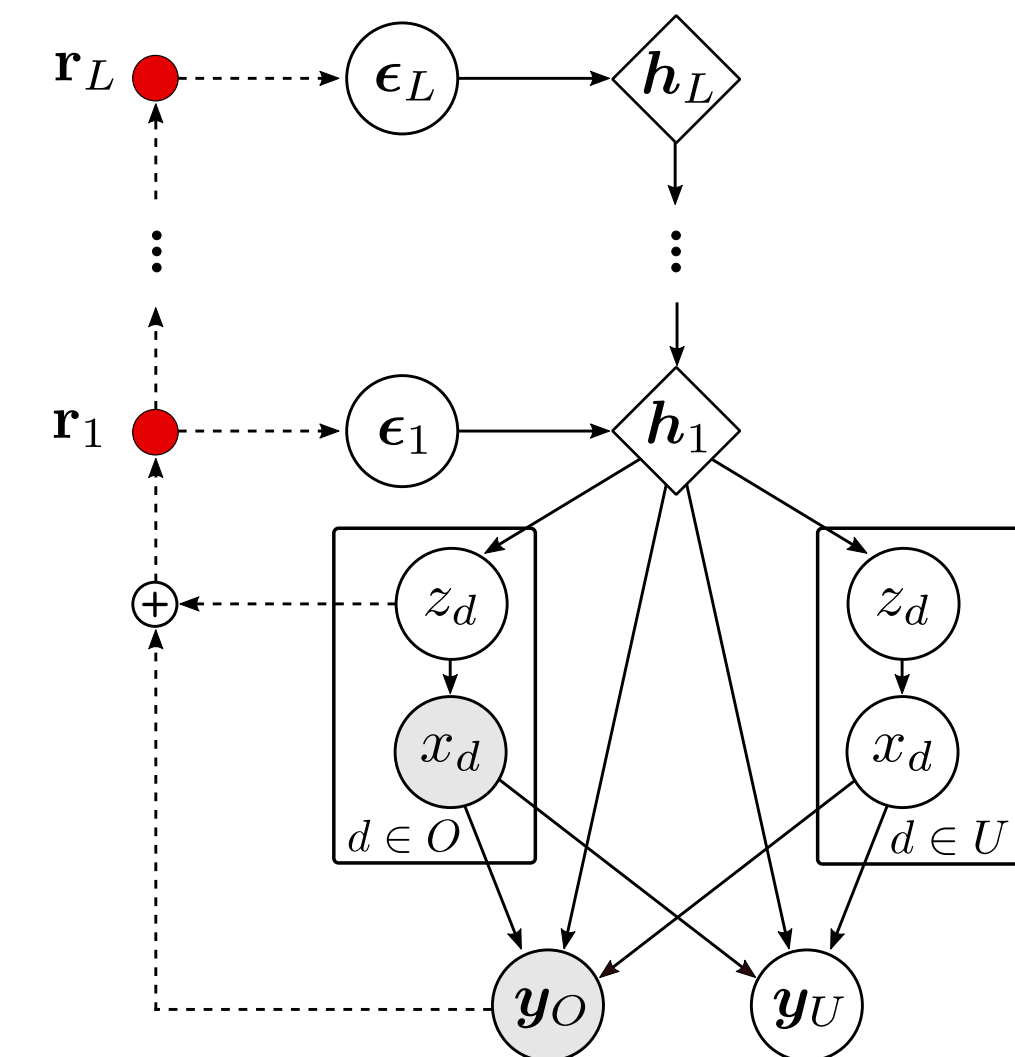 r_L ϵ_L h_L
r_1 ϵ_1 h_1
+ z_d z_d
x_d x_d
d ∈ O d ∈ U
y_O y_U